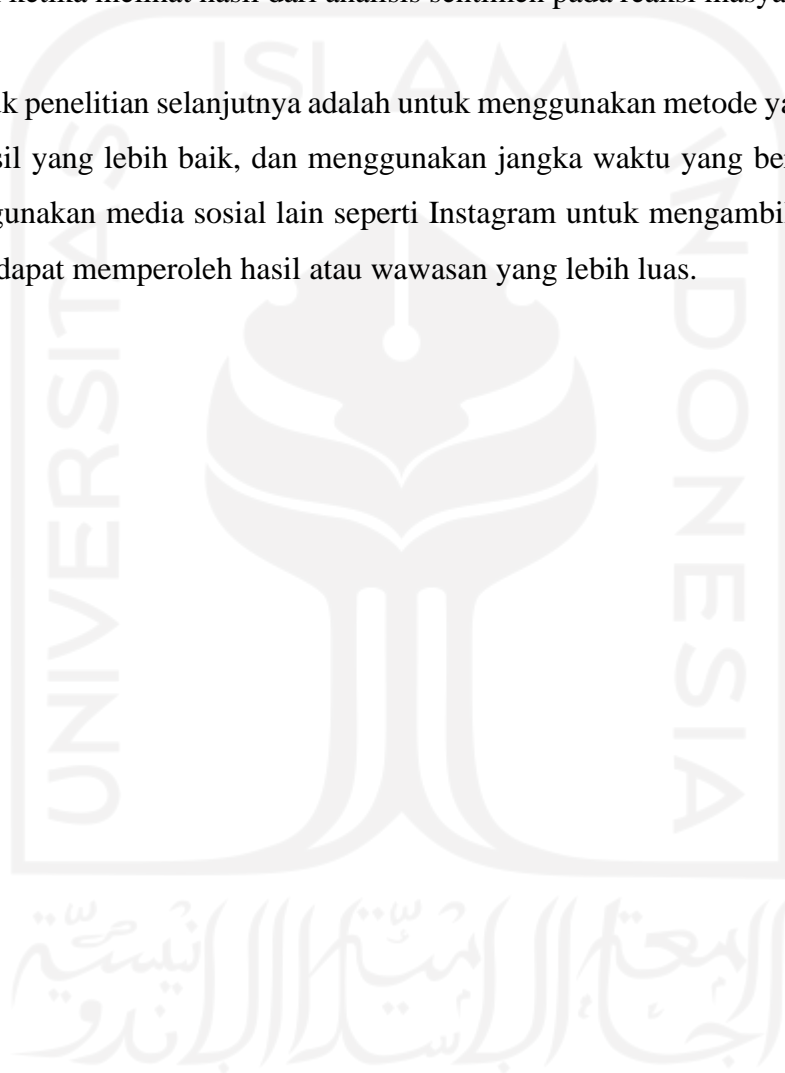 ketika melihat hasil dari analisis sentimen pada reaksi
k penelitian selanjutnya adalah untuk menggunakan metode ya
sil yang lebih baik, dan menggunakan jangka waktu yang ber
gunakan media sosial lain seperti Instagram untuk mengambil
dapat memperoleh hasil atau wawasan yang lebih luas.
ISLAM
UNIVERSITAS
INDONESIA